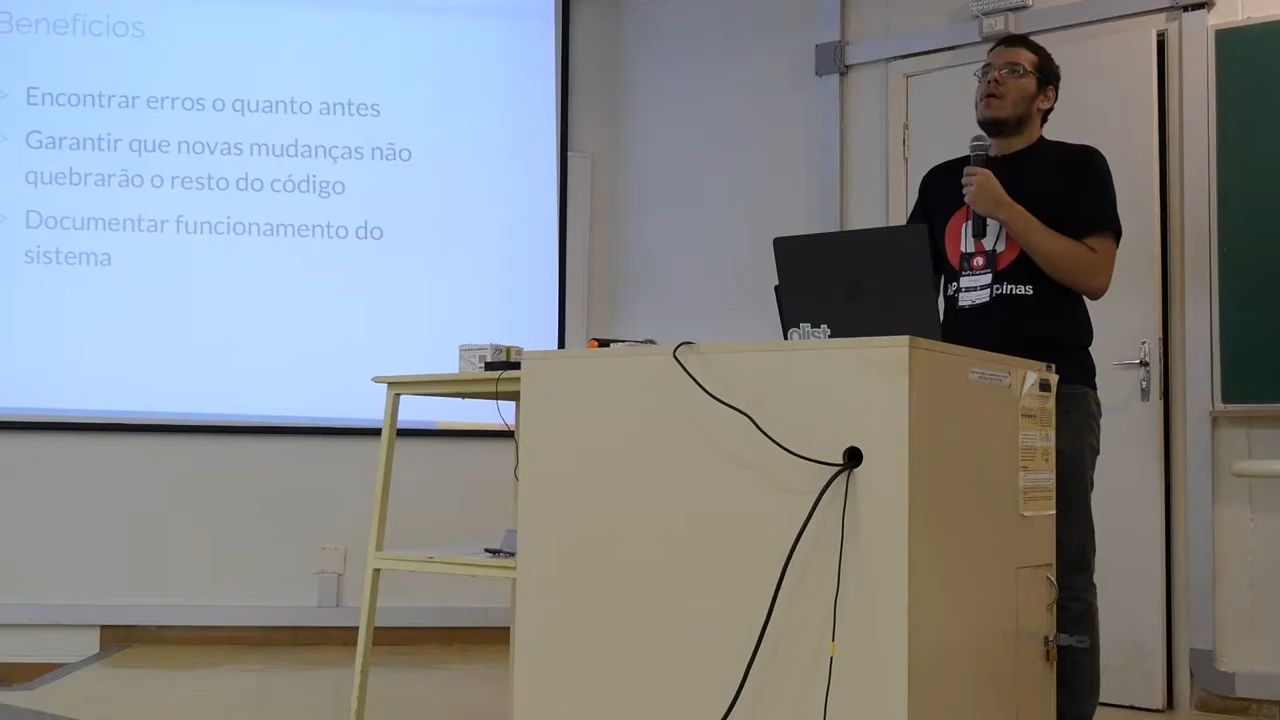 Benefícios
Encontrar erros o quanto antes
Garantir que novas mudanças não
quebrarão o resto do código
Documentar funcionamento do
sistema
olist